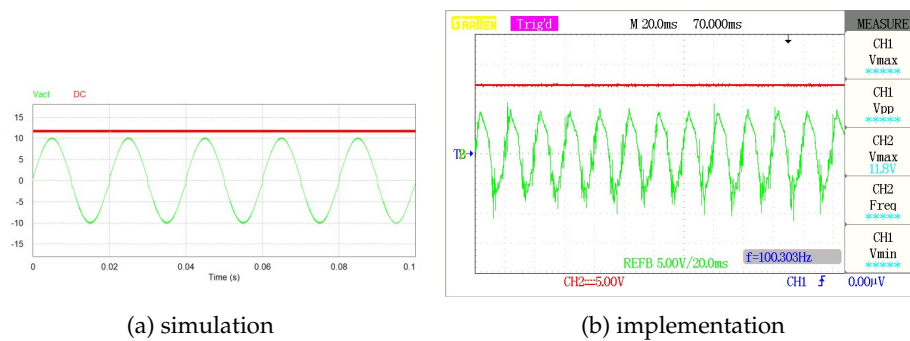 Vact DC
15
10
5
0
-5
-10
-15
0 0.02 0.04 0.06 0.08 0.1
Time (s)
(a) simulation
GRATTEN Trig'd M 20.0ms 70.000ms MEASURE
CH1
Vmax
*****
CH1
Vpp
*****
CH2
Vmax
11.8V
CH2
Freq
*****
CH1
Vmin
*****
f=100.303Hz
REFB 5.00V/20.0ms
CH2 5.00V CH1 0.00μV
(b) implementation